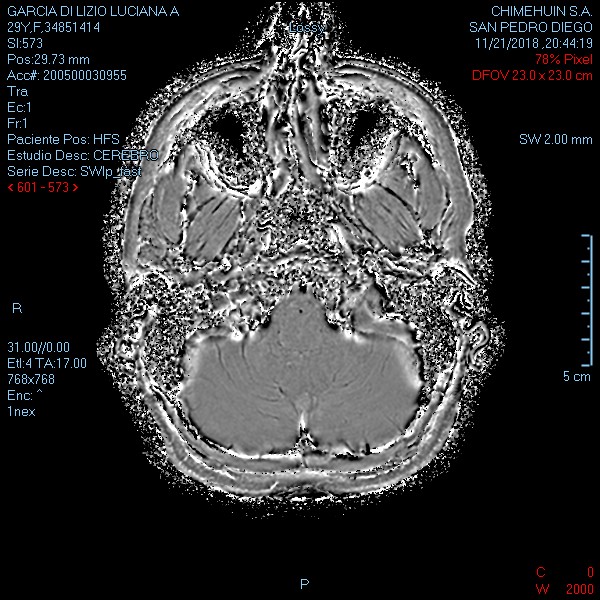 GARCIA DI LIZIO LUCIANA A
29Y,F,34851414
SI:573
Pos:29.73 mm
Acc#: 200500030955
Tra
Ec:1
Fr:1
Paciente Pos: HFS
Estudio Desc: CEREBRO
Serie Desc: SWIp_fast
< 601 - 573 >
Lossy
CHIMEHUIN S.A.
SAN PEDRO DIEGO
11/21/2018 ,20:44:19
78% Pixel
DFOV 23.0 x 23.0 cm
SW 2.00 mm
R
31.00//0.00
Etl:4 TA:17.00
768x768
Enc: ^
1nex
5 cm
P
C 0
W 2000